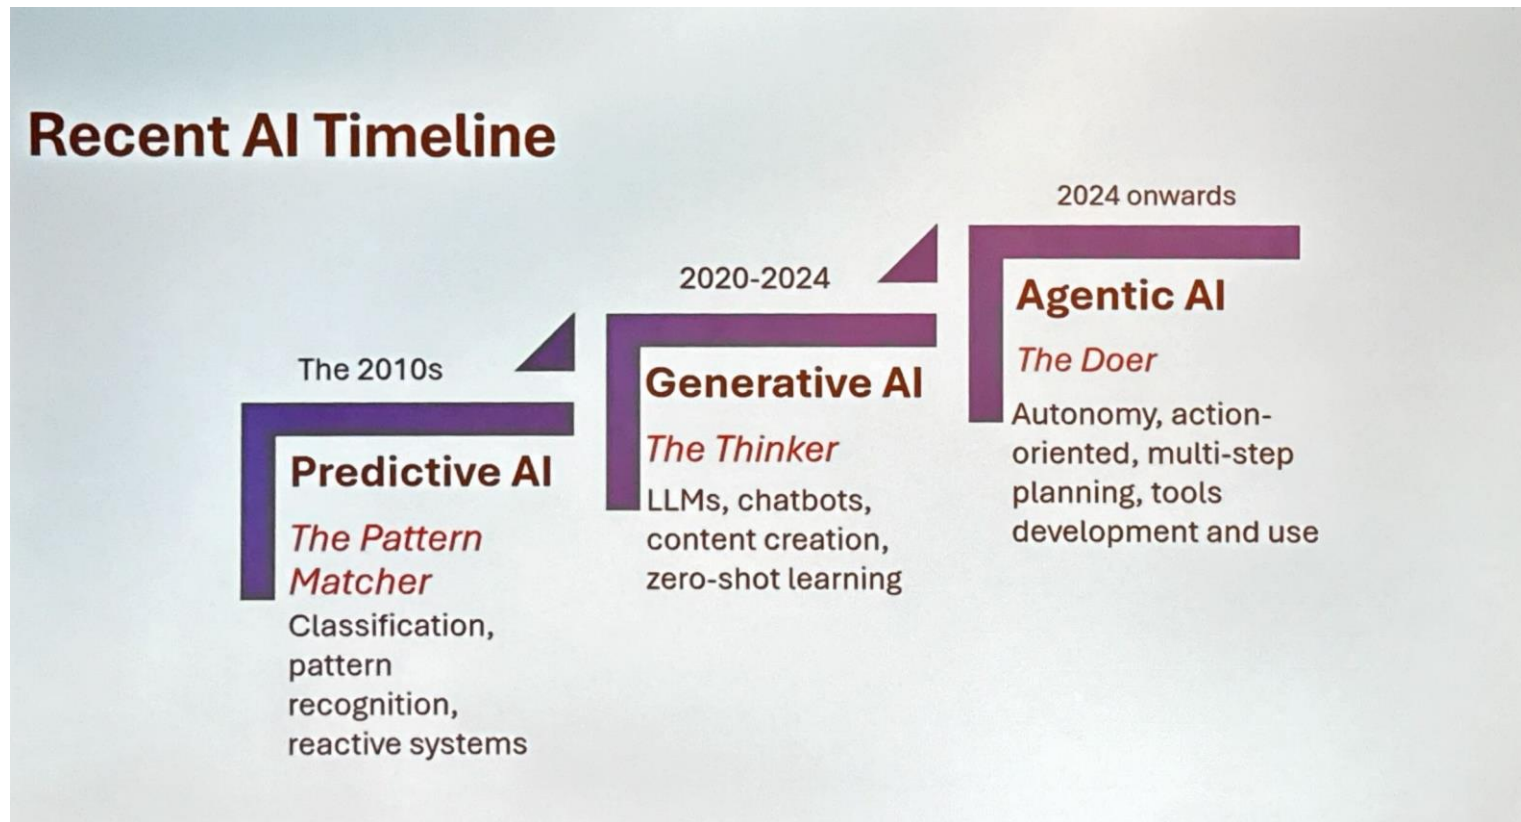 Recent AI Timeline
The 2010s
Predictive AI
The Pattern
Matcher
Classification,
pattern
recognition,
reactive systems
2020-2024
Generative AI
The Thinker
LLMs, chatbots,
content creation,
zero-shot learning
2024 onwards
Agentic AI
The Doer
Autonomy, action-
oriented, multi-step
planning, tools
development and use